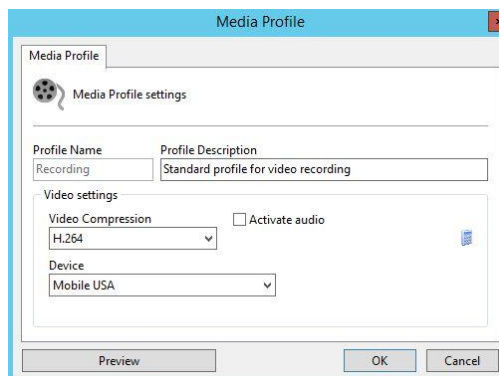 Media Profile
Media Profile
Media Profile settings
Profile Name Profile Description
Recording Standard profile for video recording
Video settings
Video Compression Activate audio
H.264
Device
Mobile USA
Preview OK Cancel